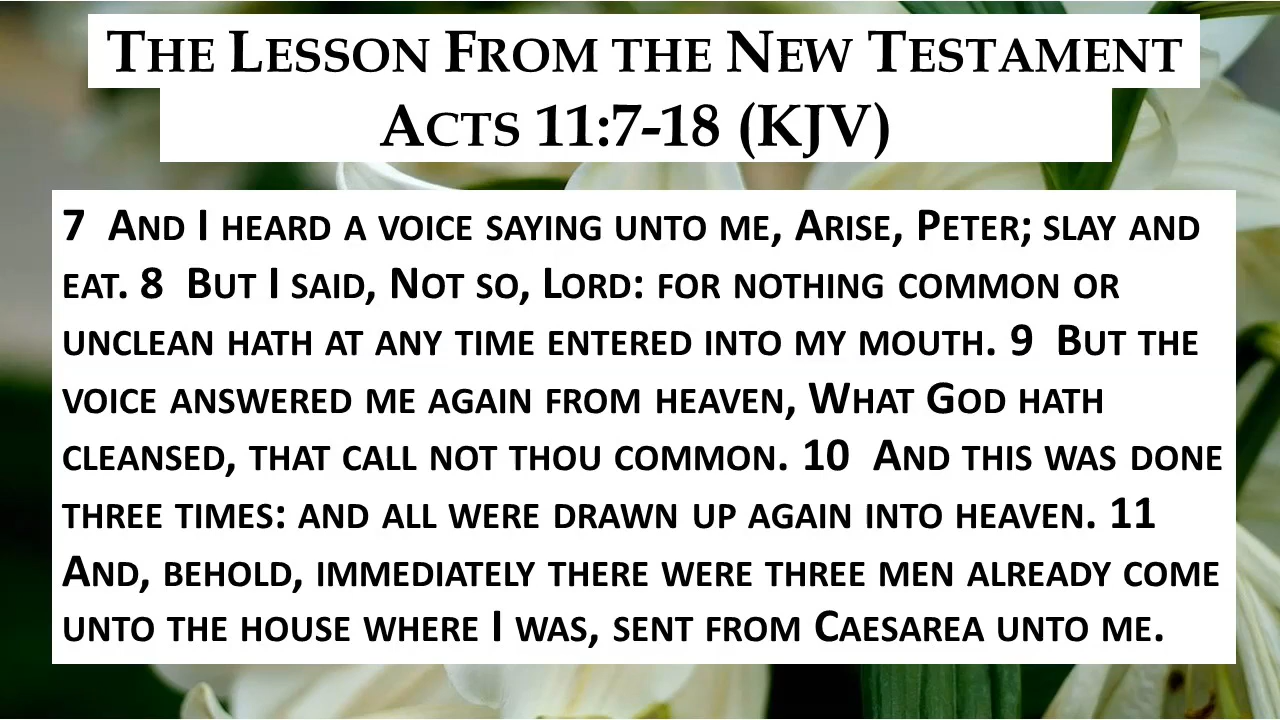 The Lesson From the New Testament
Acts 11:7-18 (KJV)
7 And I heard a voice saying unto me, Arise, Peter; slay and
eat. 8 But I said, Not so, Lord: for nothing common or
unclean hath at any time entered into my mouth. 9 But the
voice answered me again from heaven, What God hath
cleansed, that call not thou common. 10 And this was done
three times: and all were drawn up again into heaven. 11
And, behold, immediately there were three men already come
unto the house where I was, sent from Caesarea unto me.